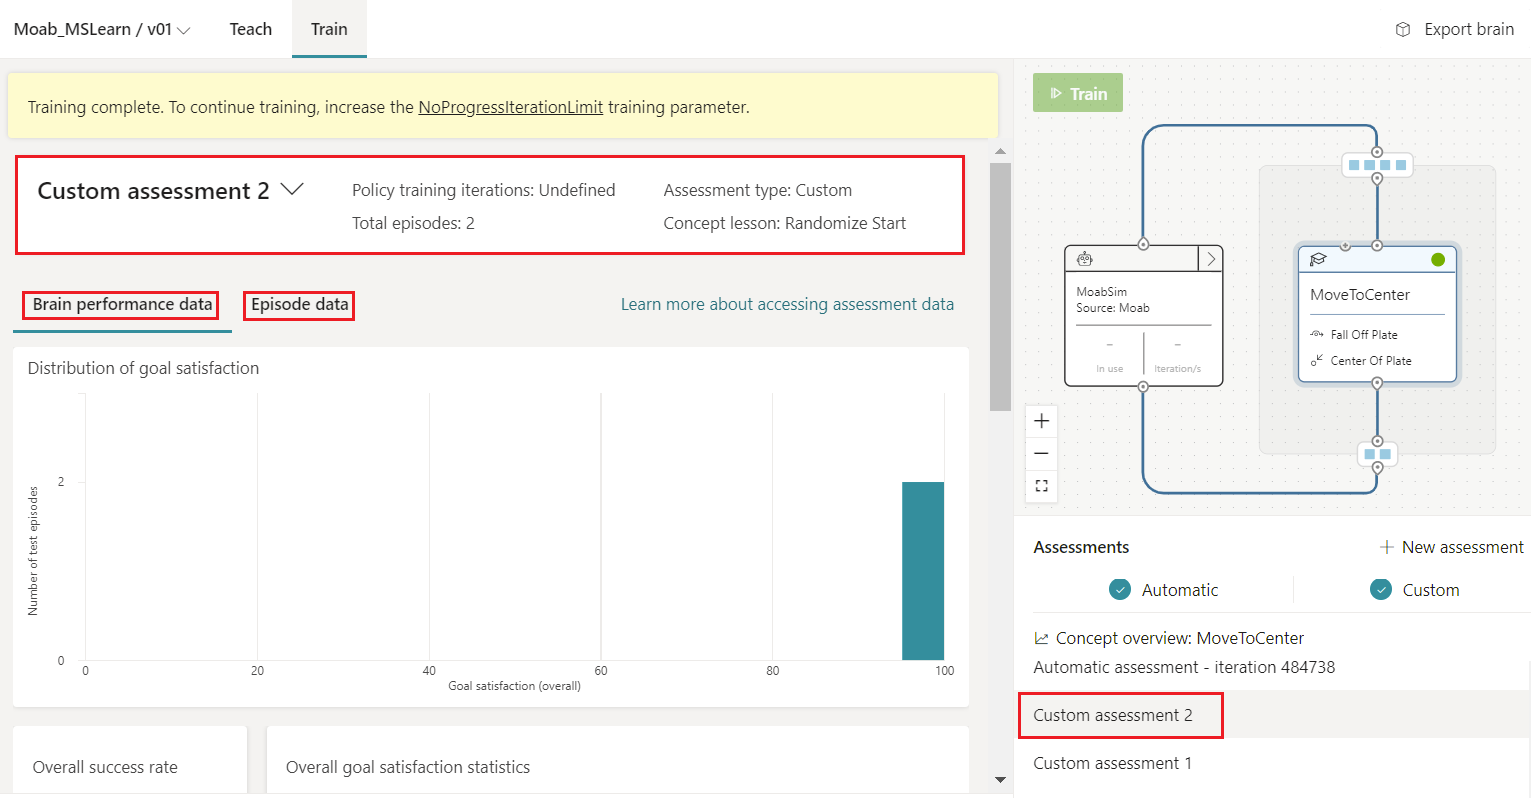 Moab_MSLearn / v01
Teach
Train
Export brain
Training complete. To continue training, increase the NoProgressIterationLimit training parameter.
Custom assessment 2
Policy training iterations: Undefined
Assessment type: Custom
Total episodes: 2
Concept lesson: Randomize Start
Brain performance data
Episode data
Learn more about accessing assessment data
Distribution of goal satisfaction
Number of test episodes
2
0
0
20
40
60
80
100
Goal satisfaction (overall)
Overall success rate
Overall goal satisfaction statistics
Train
MoabSim
Source: Moab
–
–
In use
Iteration/s
MoveToCenter
Fall Off Plate
Center Of Plate
Assessments
New assessment
Automatic
Custom
Concept overview: MoveToCenter
Automatic assessment - iteration 484738
Custom assessment 2
Custom assessment 1